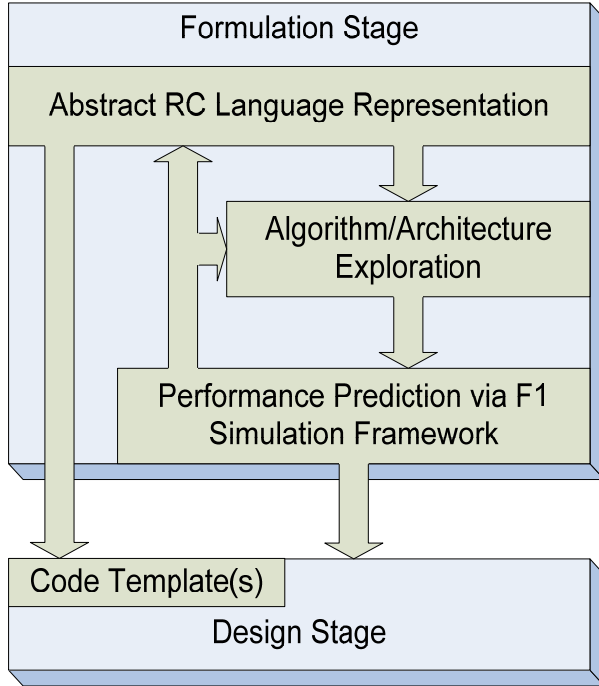 Formulation Stage
Abstract RC Language Representation
Algorithm/Architecture
Exploration
Performance Prediction via F1
Simulation Framework
Code Template(s)
Design Stage